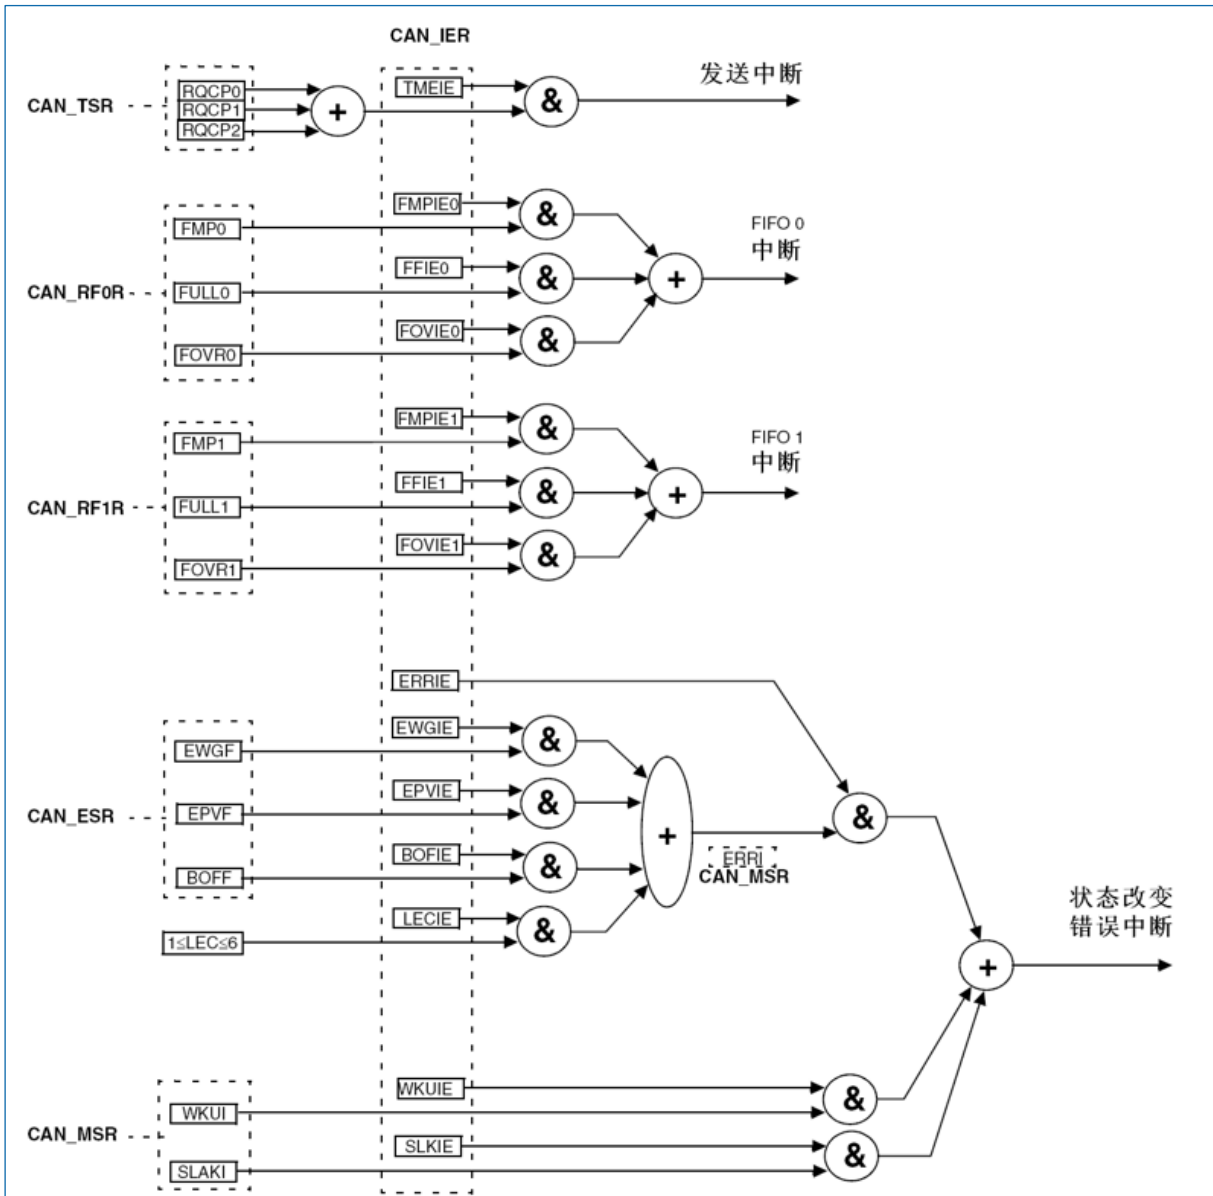 CAN_IER
发送中断
CAN_TSR
RQCP0
RQCP1
RQCP2
+
TMEIE
&
CAN_RF0R
FMP0
FULL0
FOVR0
FMPIE0
&
FFIE0
&
FOVIE0
&
+
FIFO 0
中断
CAN_RF1R
FMP1
FULL1
FOVR1
FMPIE1
&
FFIE1
&
FOVIE1
&
+
FIFO 1
中断
ERRIE
CAN_ESR
EWGF
EPVF
BOFF
1≤LEC≤6
EWGIE
&
EPVIE
&
BOFIE
&
LECIE
&
+
ERRI
CAN_MSR
&
状态改变
错误中断
+
CAN_MSR
WKUI
SLAKI
WKUIE
&
SLKIE
&